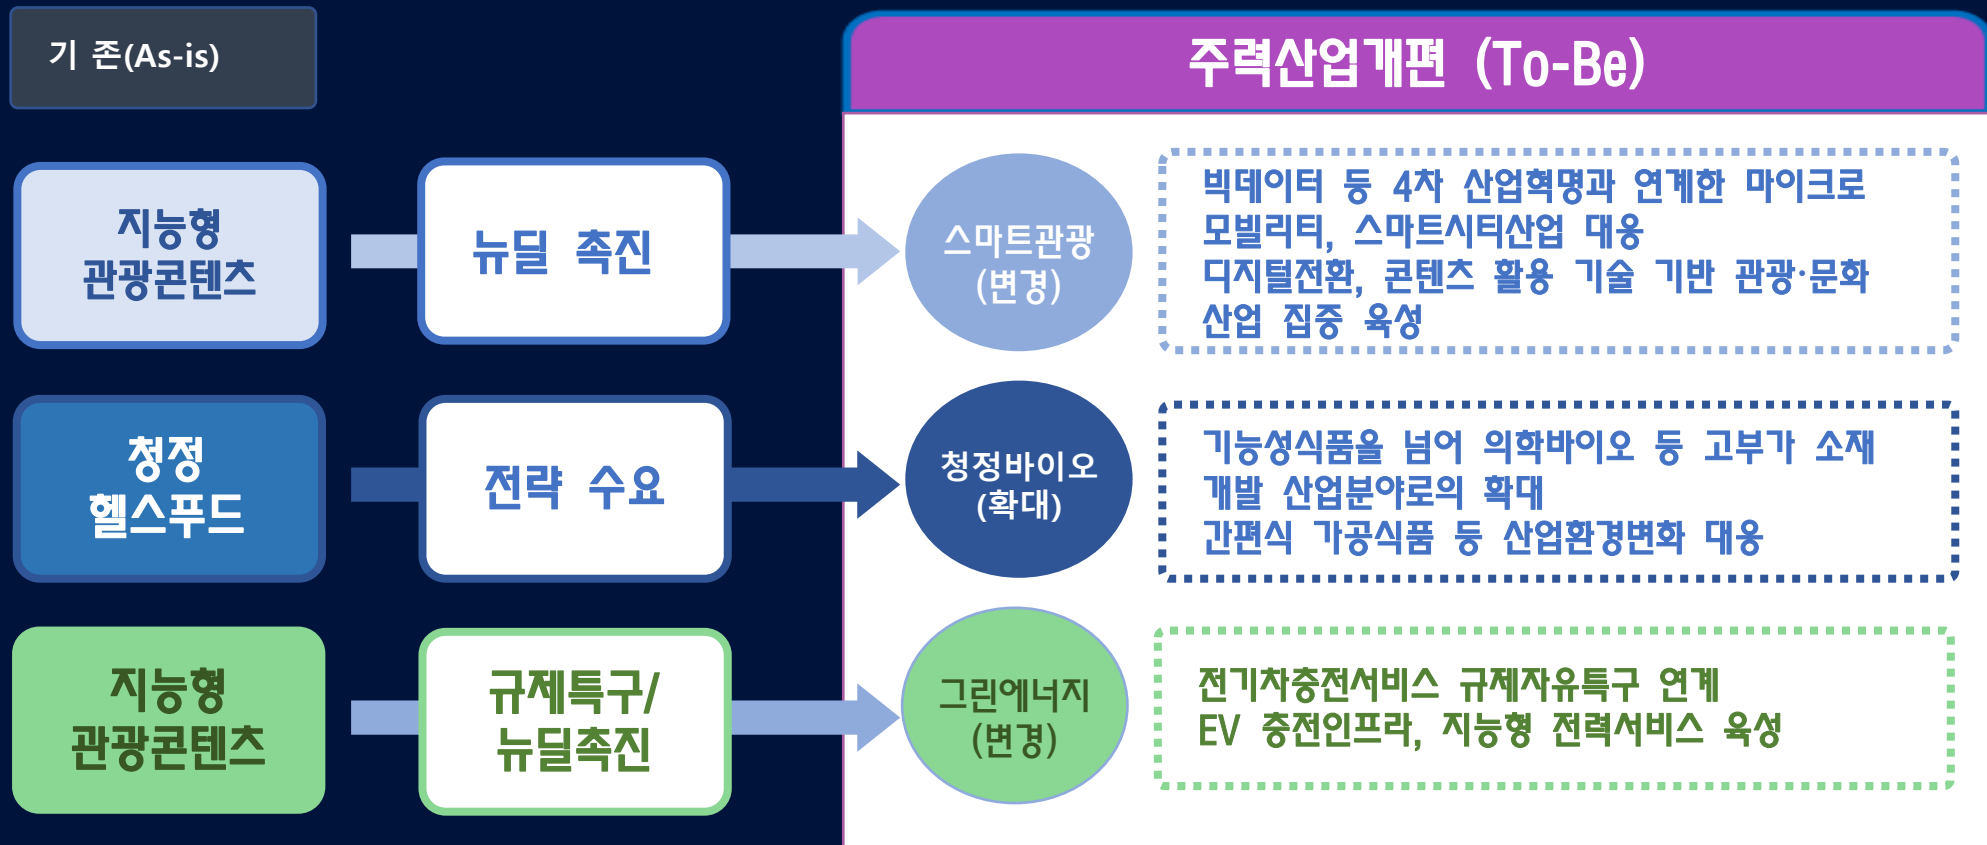 기 존(As-is)
주력산업개편 (To-Be)
지능형
관광콘텐츠
뉴딜 촉진
스마트관광
(변경)
빅데이터 등 4차 산업혁명과 연계한 마이크로
모빌리티, 스마트시티산업 대응
디지털전환, 콘텐츠 활용 기술 기반 관광·문화
산업 집중 육성
청정
헬스푸드
전략 수요
청정바이오
(확대)
기능성식품을 넘어 의학바이오 등 고부가 소재
개발 산업분야로의 확대
간편식 가공식품 등 산업환경변화 대응
지능형
관광콘텐츠
규제특구/
뉴딜촉진
그린에너지
(변경)
전기차충전서비스 규제자유특구 연계
EV 충전인프라, 지능형 전력서비스 육성